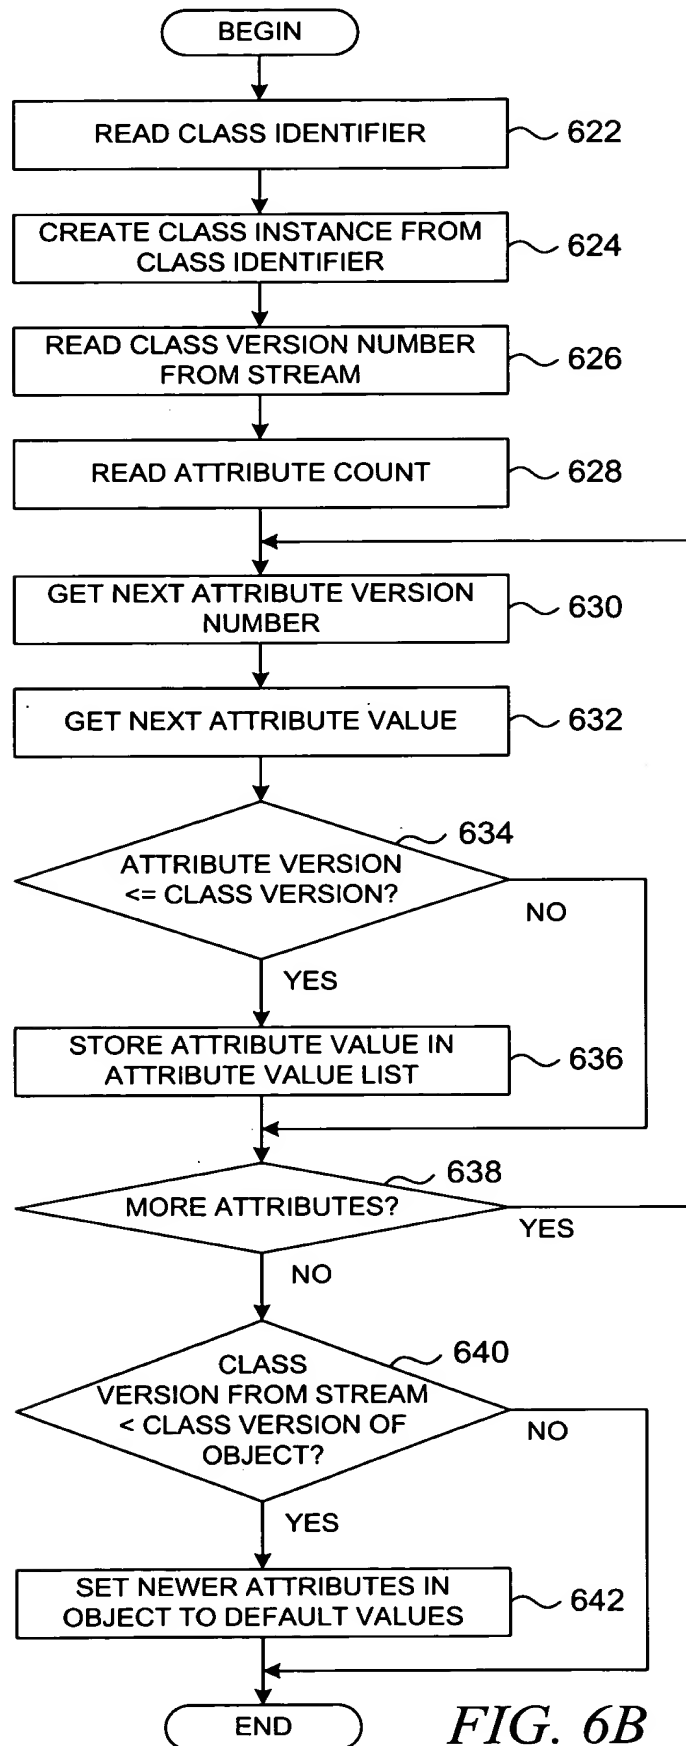 BEGIN
READ CLASS IDENTIFIER
622
CREATE CLASS INSTANCE FROM
CLASS IDENTIFIER
624
READ CLASS VERSION NUMBER
FROM STREAM
626
READ ATTRIBUTE COUNT
628
GET NEXT ATTRIBUTE VERSION
NUMBER
630
GET NEXT ATTRIBUTE VALUE
632
634
ATTRIBUTE VERSION
<= CLASS VERSION?
NO
YES
STORE ATTRIBUTE VALUE IN
ATTRIBUTE VALUE LIST
636
638
MORE ATTRIBUTES?
YES
NO
640
CLASS
VERSION FROM STREAM
< CLASS VERSION OF
OBJECT?
NO
YES
SET NEWER ATTRIBUTES IN
OBJECT TO DEFAULT VALUES
642
END
FIG. 6B